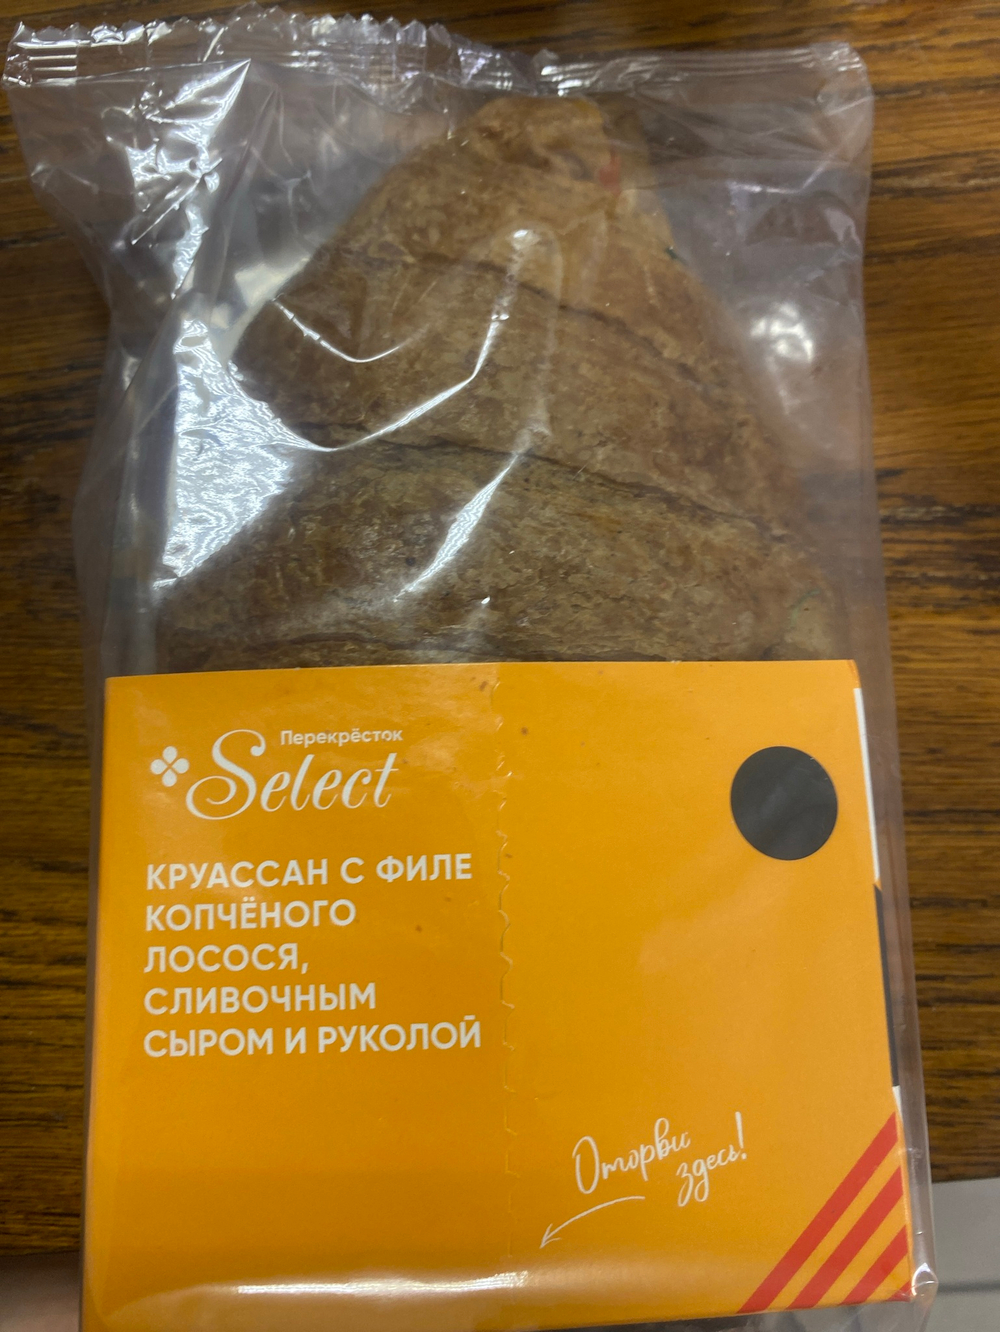 Перекрёсток
Select
КРУАССАН С ФИЛЕ
КОПЧЁНОГО
ЛОСОСЯ,
СЛИВОЧНЫМ
СЫРОМ И РУКОЛОЙ
Оторви
здесь!